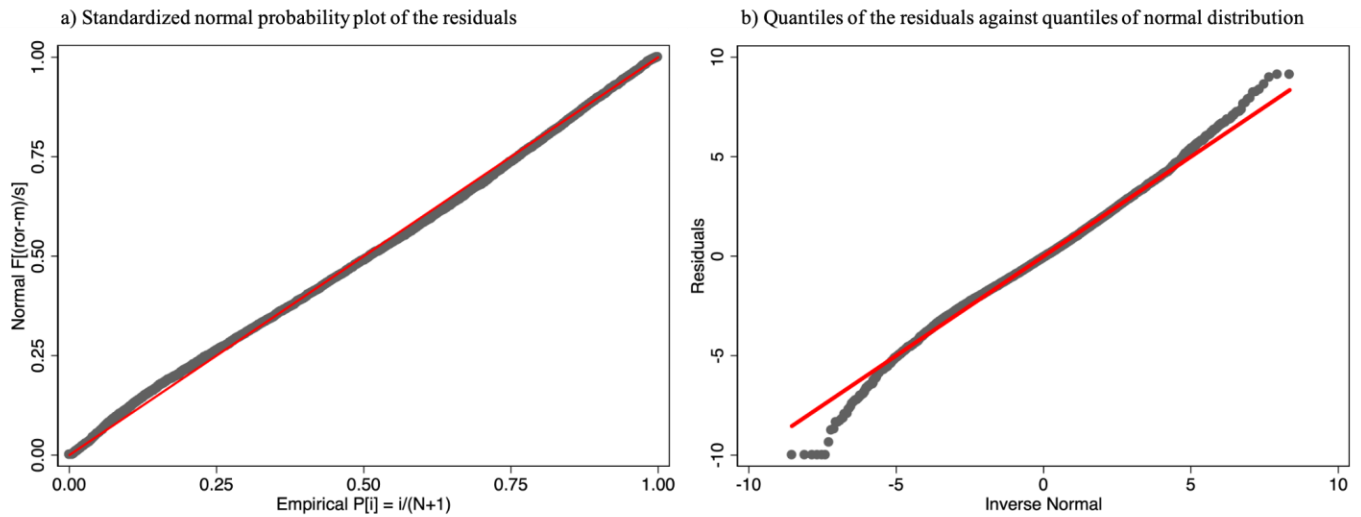 a) Standardized normal probability plot of the residuals
Normal F[(ror-m)/s]
1.00
0.75
0.50
0.25
0.00
0.00 0.25 0.50 0.75 1.00
Empirical P[i] = i/(N+1)
b) Quantiles of the residuals against quantiles of normal distribution
Residuals
10
5
0
-5
-10
-10 -5 0 5 10
Inverse Normal